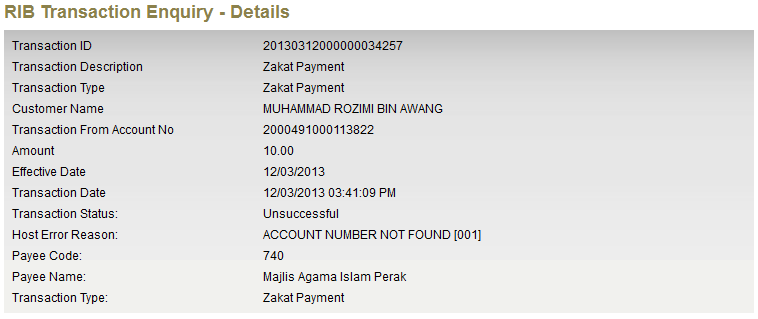 RIB Transaction Enquiry - Details
Transaction ID 20130312000000034257
Transaction Description Zakat Payment
Transaction Type Zakat Payment
Customer Name MUHAMMAD ROZIMI BIN AWANG
Transaction From Account No 2000491000113822
Amount 10.00
Effective Date 12/03/2013
Transaction Date 12/03/2013 03:41:09 PM
Transaction Status: Unsuccessful
Host Error Reason: ACCOUNT NUMBER NOT FOUND [001]
Payee Code: 740
Payee Name: Majlis Agama Islam Perak
Transaction Type: Zakat Payment